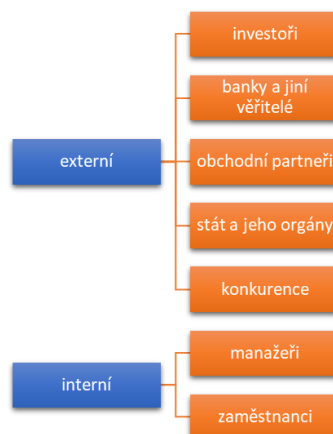 externí
investoři
banky a jiní
věřitelé
obchodní partneři
stát a jeho orgány
konkurence
interní
manažeři
zaměstnanci